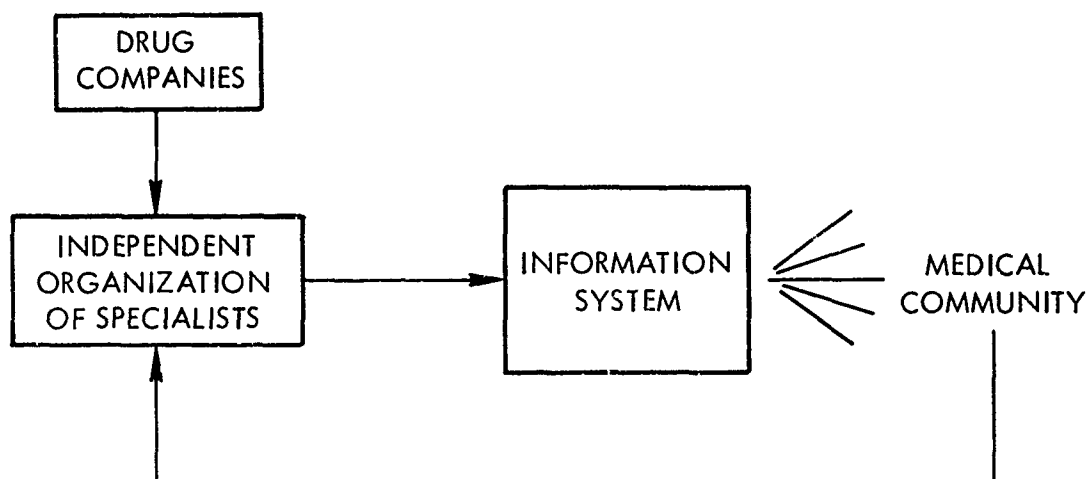 DRUG
COMPANIES
INDEPENDENT
ORGANIZATION
OF SPECIALISTS
INFORMATION
SYSTEM
MEDICAL
COMMUNITY